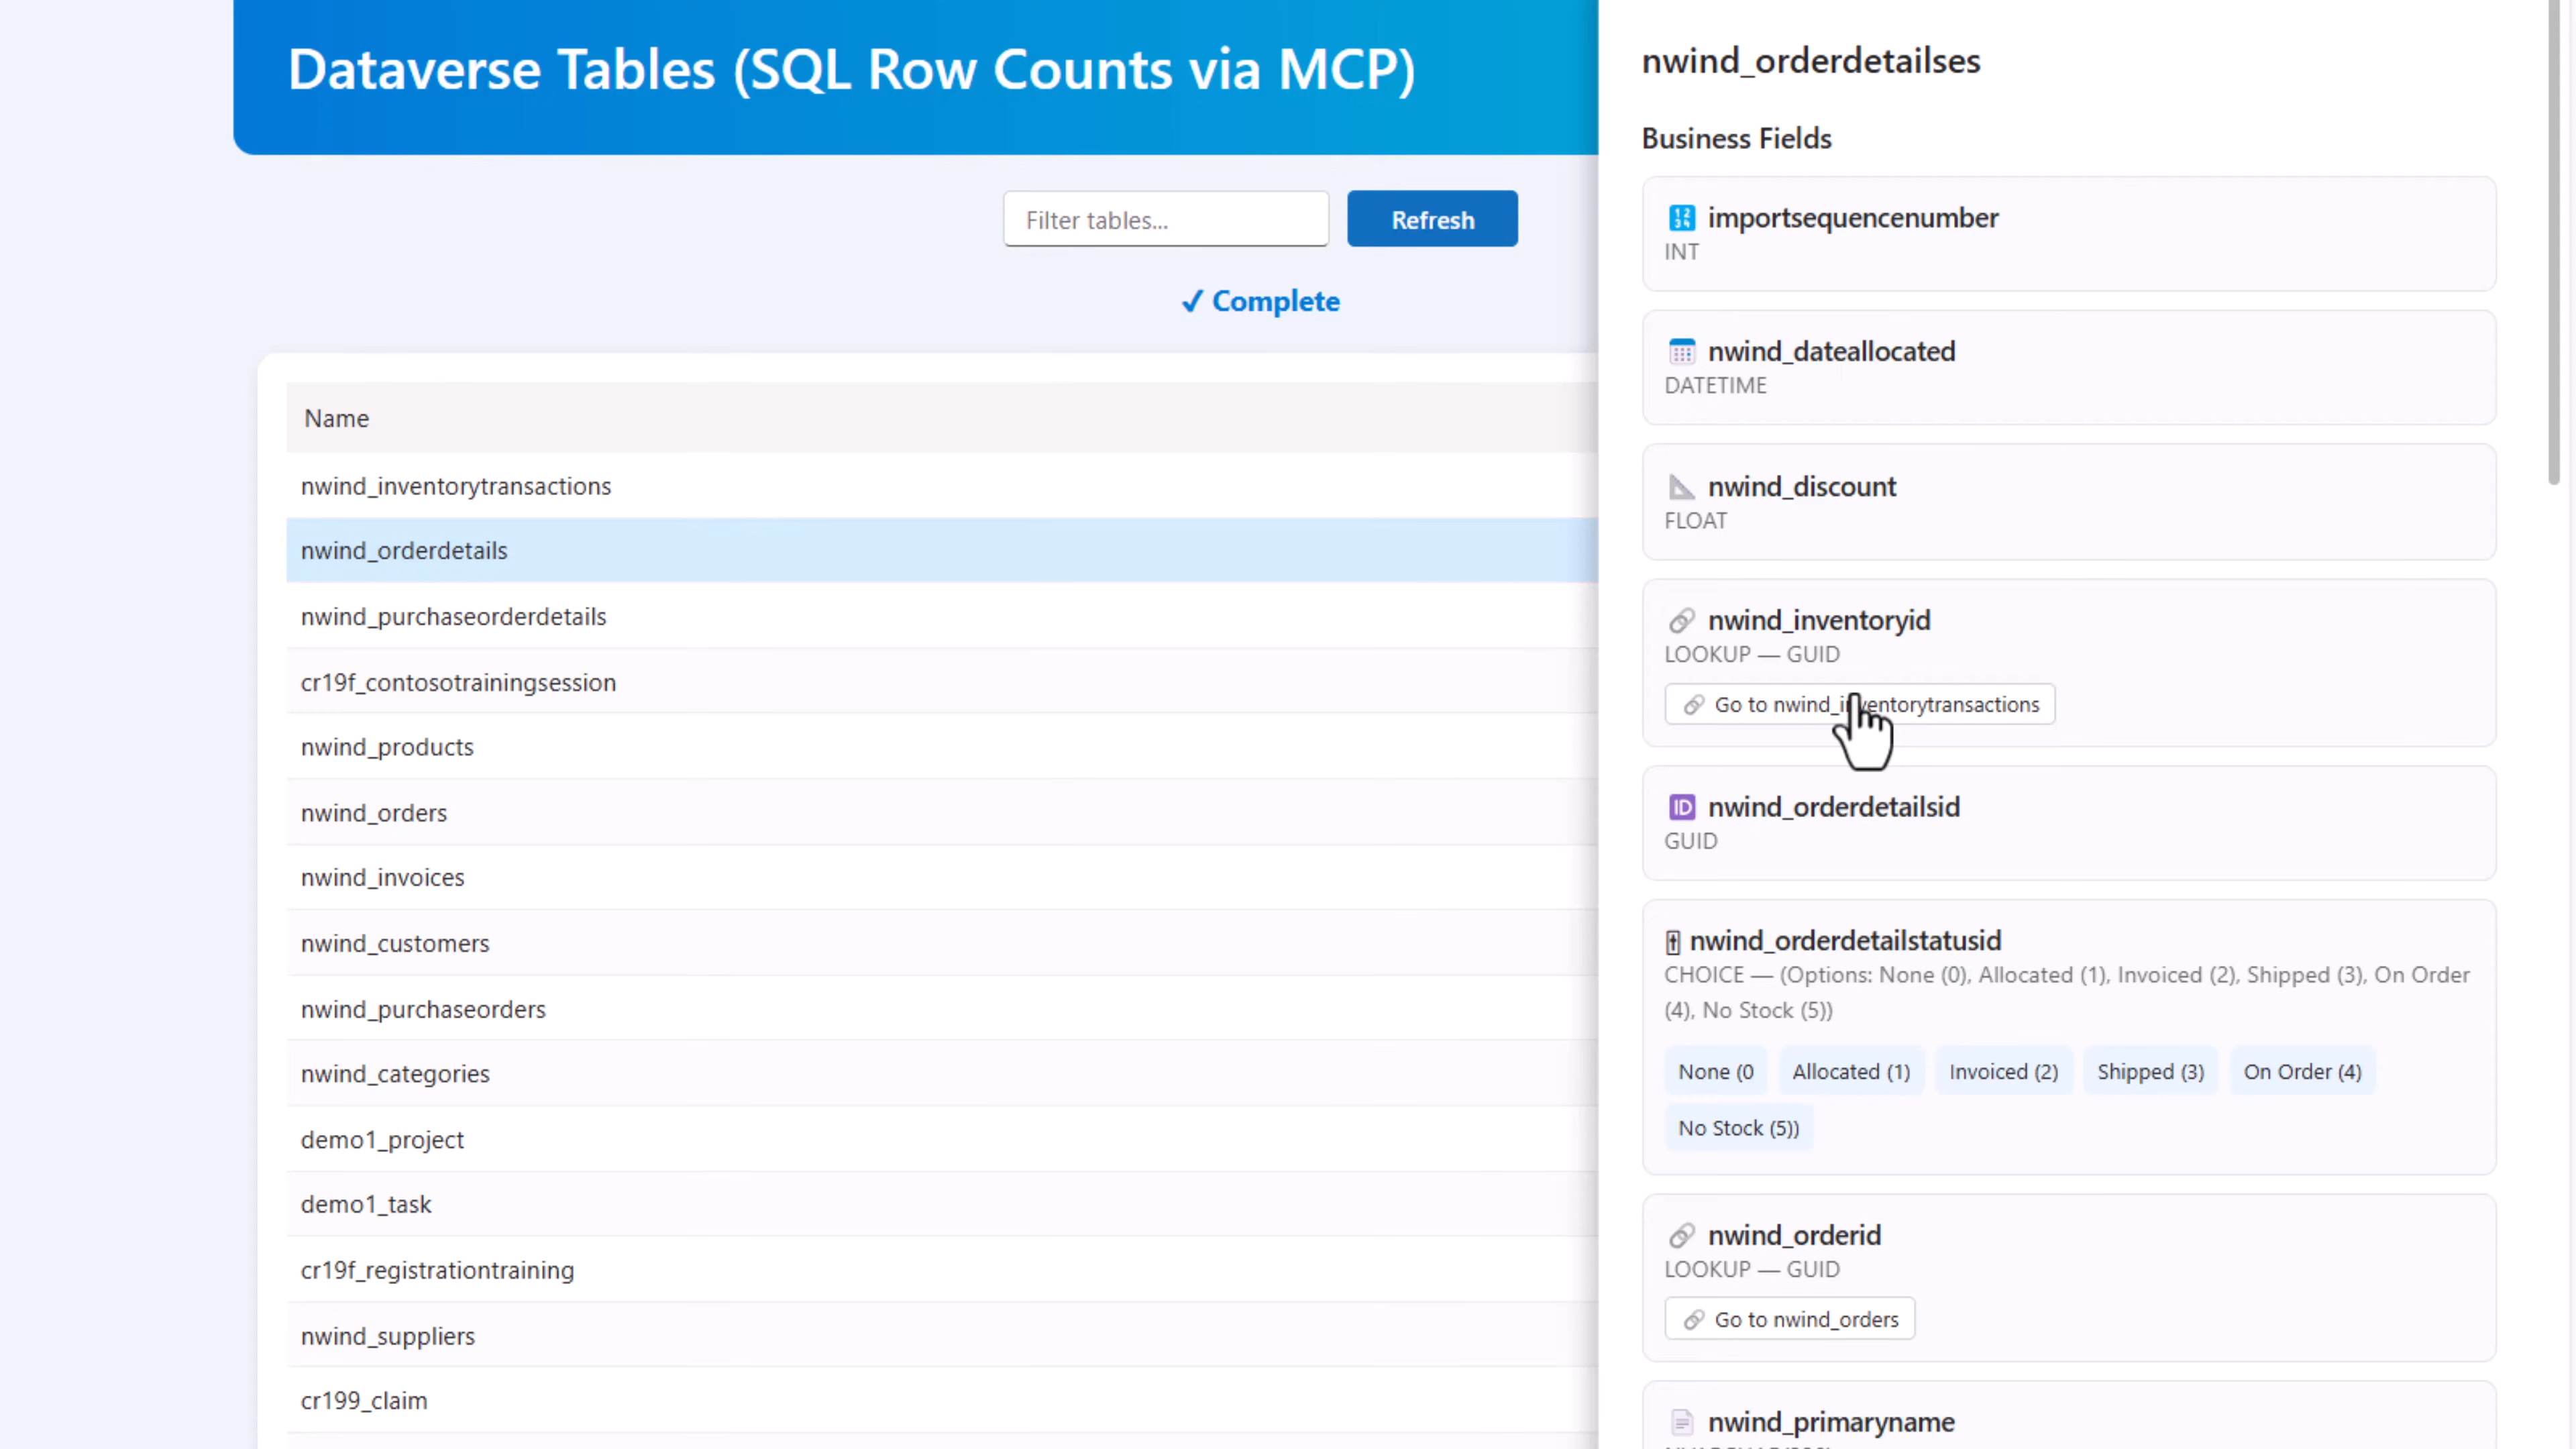 Dataverse Tables (SQL Row Counts via MCP)
Filter tables...
Refresh
✓ Complete
Name
nwind_inventorytransactions
nwind_orderdetails
nwind_purchaseorderdetails
cr19f_contosotrainingsession
nwind_products
nwind_orders
nwind_invoices
nwind_customers
nwind_purchaseorders
nwind_categories
demo1_project
demo1_task
cr19f_registrationtraining
nwind_suppliers
cr199_claim
nwind_orderdetailses
Business Fields
importsequencenumber
INT
nwind_dateallocated
DATETIME
nwind_discount
FLOAT
nwind_inventoryid
LOOKUP — GUID
Go to nwind_inventorytransactions
nwind_orderdetailsid
GUID
nwind_orderdetailstatusid
CHOICE — (Options: None (0), Allocated (1), Invoiced (2), Shipped (3), On Order
(4), No Stock (5))
None (0
Allocated (1)
Invoiced (2)
Shipped (3)
On Order (4)
No Stock (5))
nwind_orderid
LOOKUP — GUID
Go to nwind_orders
nwind_primaryname